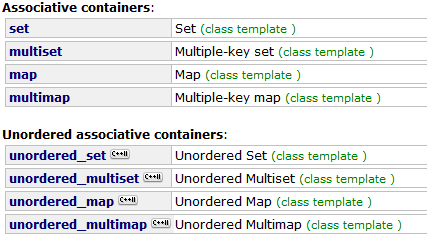 Associative containers:
set Set (class template )
multiset Multiple-key set (class template )
map Map (class template )
multimap Multiple-key map (class template )
Unordered associative containers:
unordered_set C++11 Unordered Set (class template )
unordered_multiset C++11 Unordered Multiset (class template )
unordered_map C++11 Unordered Map (class template )
unordered_multimap C++11 Unordered Multimap (class template )